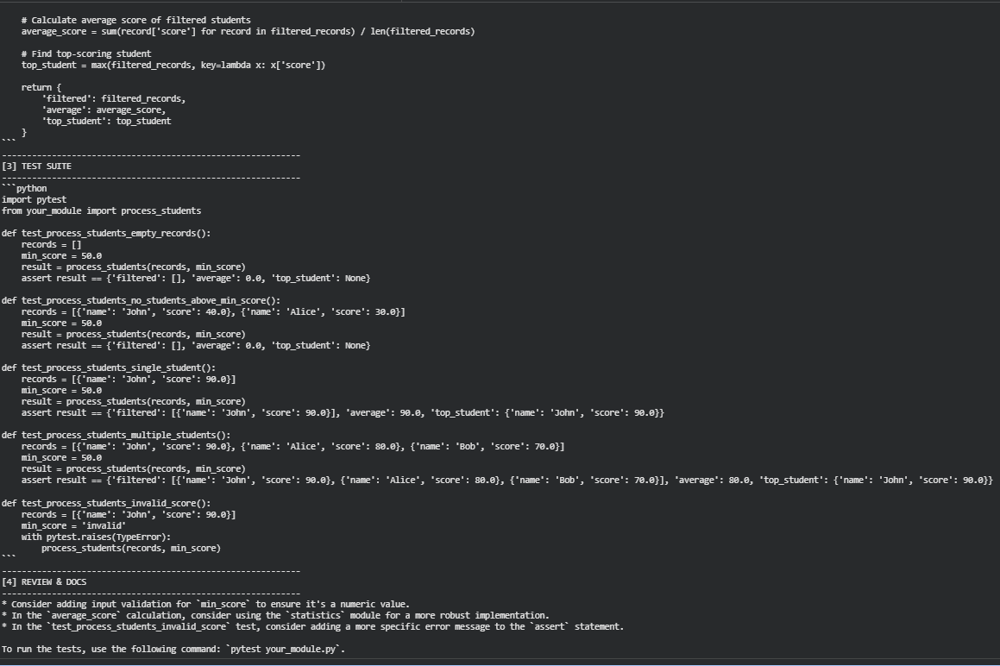 # Calculate average score of filtered students
    average_score = sum(record['score'] for record in filtered_records) / len(filtered_records)

    # Find top-scoring student
    top_student = max(filtered_records, key=lambda x: x['score'])

    return {
        'filtered': filtered_records,
        'average': average_score,
        'top_student': top_student
    }
```
------------------------------------------------------------
[3] TEST SUITE
------------------------------------------------------------
```python
import pytest
from your_module import process_students

def test_process_students_empty_records():
    records = []
    min_score = 50.0
    result = process_students(records, min_score)
    assert result == {'filtered': [], 'average': 0.0, 'top_student': None}

def test_process_students_no_students_above_min_score():
    records = [{'name': 'John', 'score': 40.0}, {'name': 'Alice', 'score': 30.0}]
    min_score = 50.0
    result = process_students(records, min_score)
    assert result == {'filtered': [], 'average': 0.0, 'top_student': None}

def test_process_students_single_student():
    records = [{'name': 'John', 'score': 90.0}]
    min_score = 50.0
    result = process_students(records, min_score)
    assert result == {'filtered': [{'name': 'John', 'score': 90.0}], 'average': 90.0, 'top_student': {'name': 'John', 'score': 90.0}}

def test_process_students_multiple_students():
    records = [{'name': 'John', 'score': 90.0}, {'name': 'Alice', 'score': 80.0}, {'name': 'Bob', 'score': 70.0}]
    min_score = 50.0
    result = process_students(records, min_score)
    assert result == {'filtered': [{'name': 'John', 'score': 90.0}, {'name': 'Alice', 'score': 80.0}, {'name': 'Bob', 'score': 70.0}], 'average': 80.0, 'top_student': {'name': 'John', 'score': 90.0}}

def test_process_students_invalid_score():
    records = [{'name': 'John', 'score': 90.0}]
    min_score = 'invalid'
    with pytest.raises(TypeError):
        process_students(records, min_score)
```
------------------------------------------------------------
[4] REVIEW & DOCS
------------------------------------------------------------
* Consider adding input validation for `min_score` to ensure it's a numeric value.
* In the `average_score` calculation, consider using the `statistics` module for a more robust implementation.
* In the `test_process_students_invalid_score` test, consider adding a more specific error message to the `assert` statement.

To run the tests, use the following command: `pytest your_module.py`.